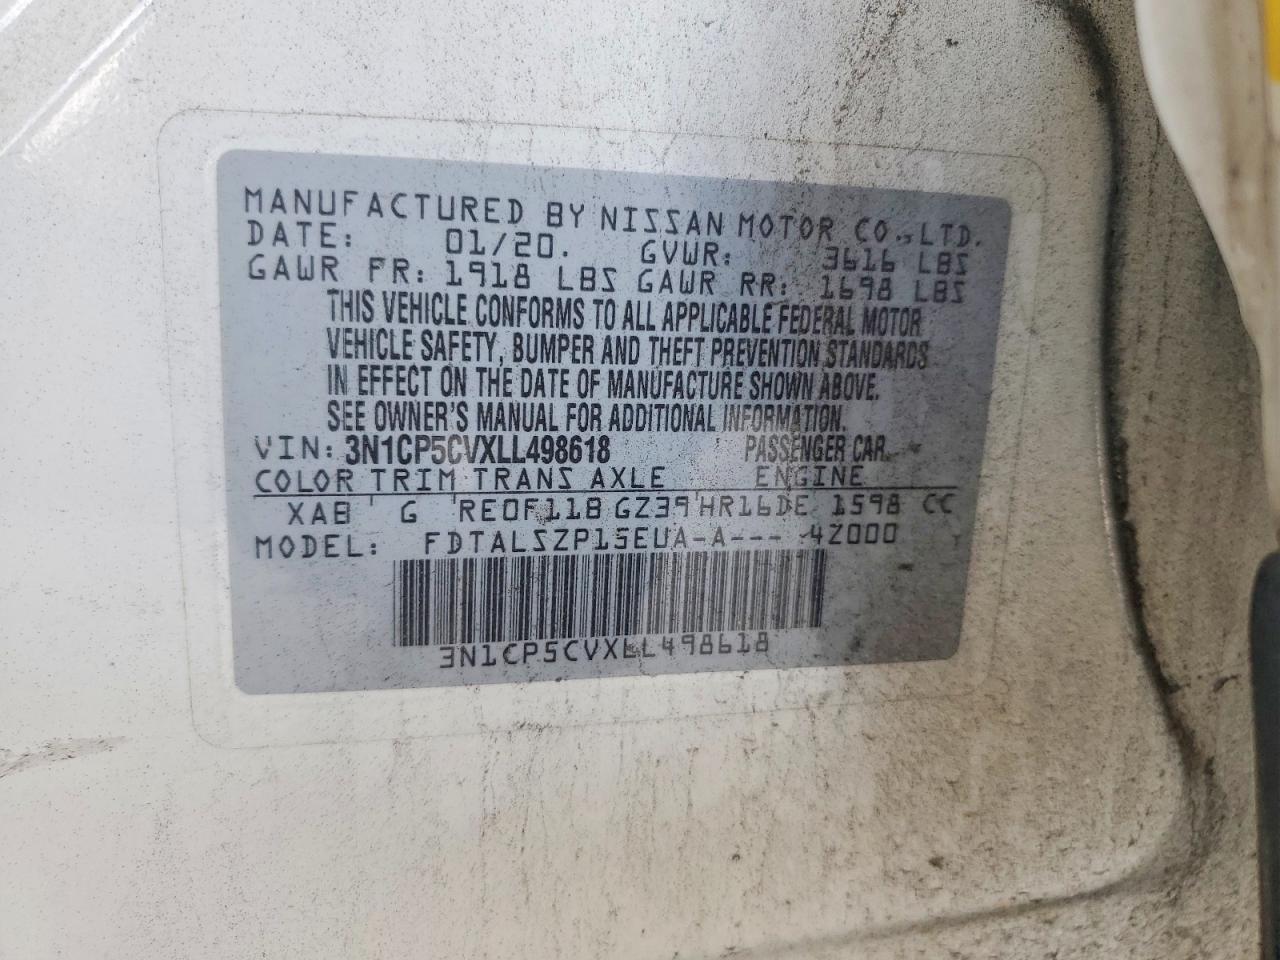 MANUFACTURED BY NISSAN MOTOR CO., LTD.
DATE: 01/20. GVWR: 3616 LBS
GAWR FR: 1918 LBS GAWR RR: 1698 LBS
THIS VEHICLE CONFORMS TO ALL APPLICABLE FEDERAL MOTOR
VEHICLE SAFETY, BUMPER AND THEFT PREVENTION STANDARDS
IN EFFECT ON THE DATE OF MANUFACTURE SHOWN ABOVE.
SEE OWNER'S MANUAL FOR ADDITIONAL INFORMATION.
VIN: 3N1CP5CVXLL498618 PASSENGER CAR.
COLOR TRIM TRANS AXLE ENGINE
XAB G RE0F11B GZ39 HR16DE 1598 CC
MODEL: FDTALSZP15EUA-A--- 4Z000
3N1CP5CVXLL498618